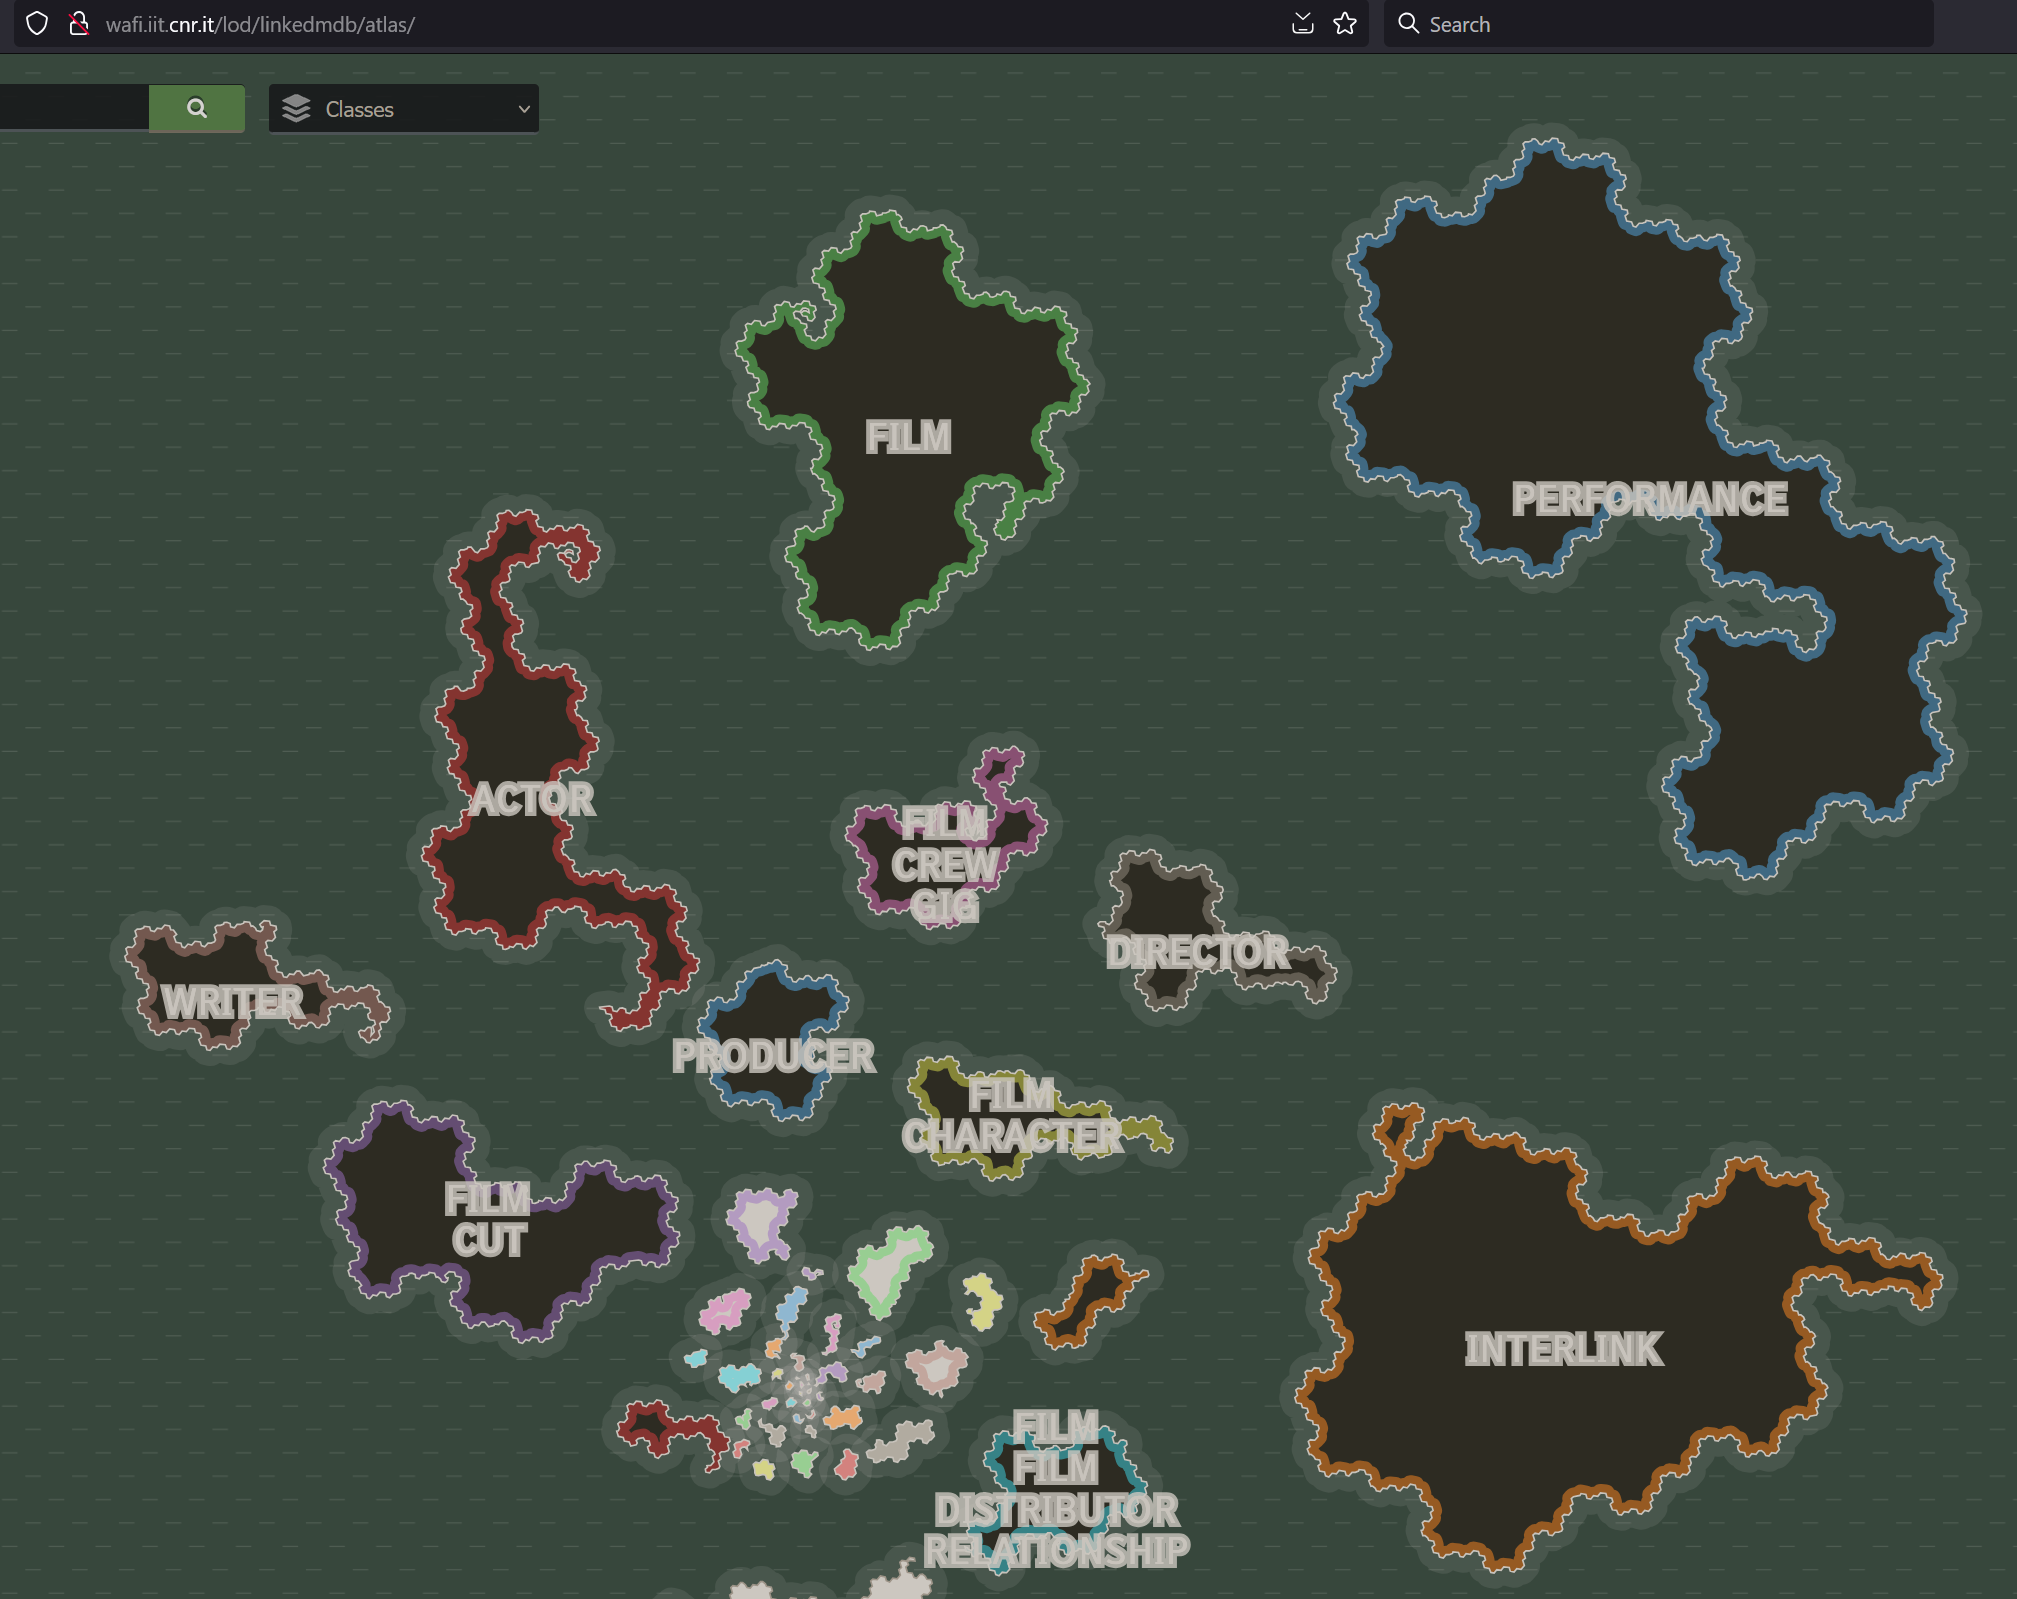 wafi.iit.cnr.it/lod/linkedmdb/atlas/
Search
Classes
FILM
PERFORMANCE
ACTOR
FILM
CREW
GIG
DIRECTOR
WRITER
PRODUCER
FILM
CHARACTER
FILM
CUT
INTERLINK
FILM
FILM
DISTRIBUTOR
RELATIONSHIP